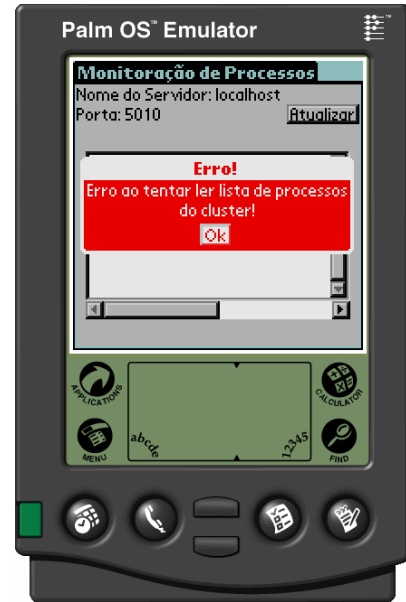 Palm OS™ Emulator
Monitoração de Processos
Nome do Servidor: localhost
Porta: 5010
Atualizar
Erro!
Erro ao tentar ler lista de processos
do cluster!
Ok
APPLICATIONS
CALCULATOR
MENU
abcde
12345
FIND